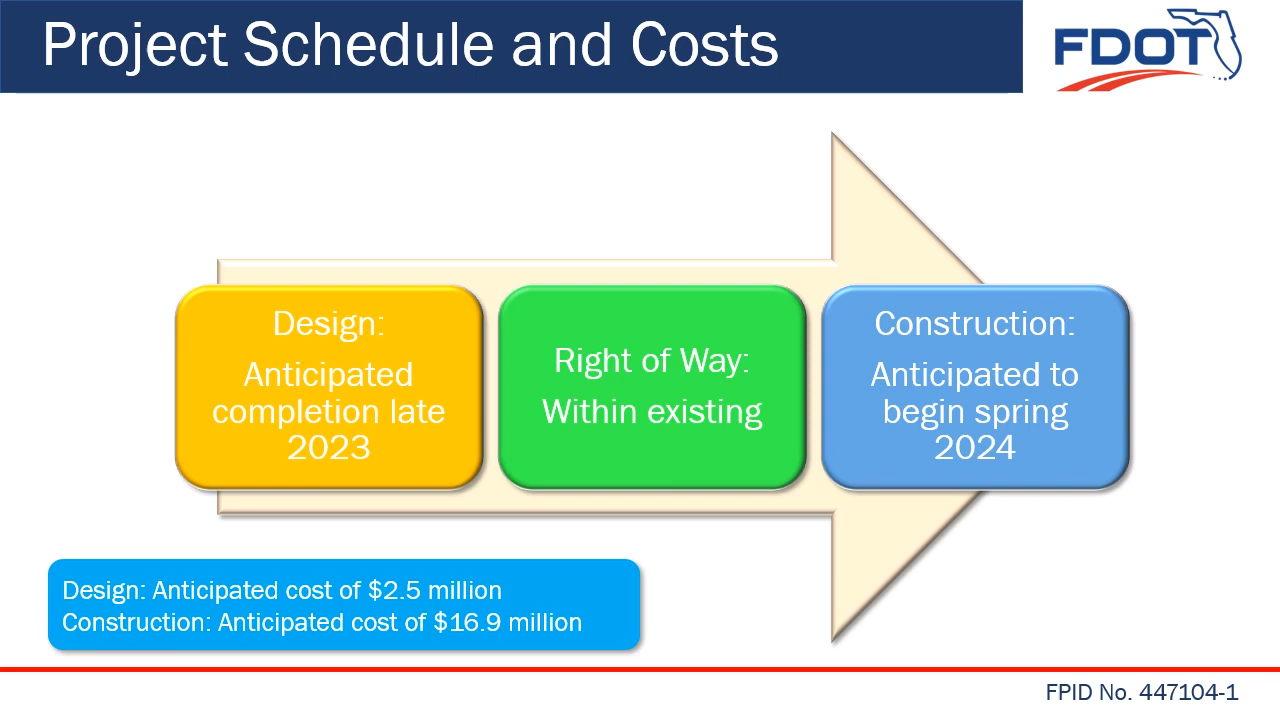 Project Schedule and Costs
FDOT
Design:
Anticipated
completion late
2023
Right of Way:
Within existing
Construction:
Anticipated to
begin spring
2024
Design: Anticipated cost of $2.5 million
Construction: Anticipated cost of $16.9 million
FPID No. 447104-1